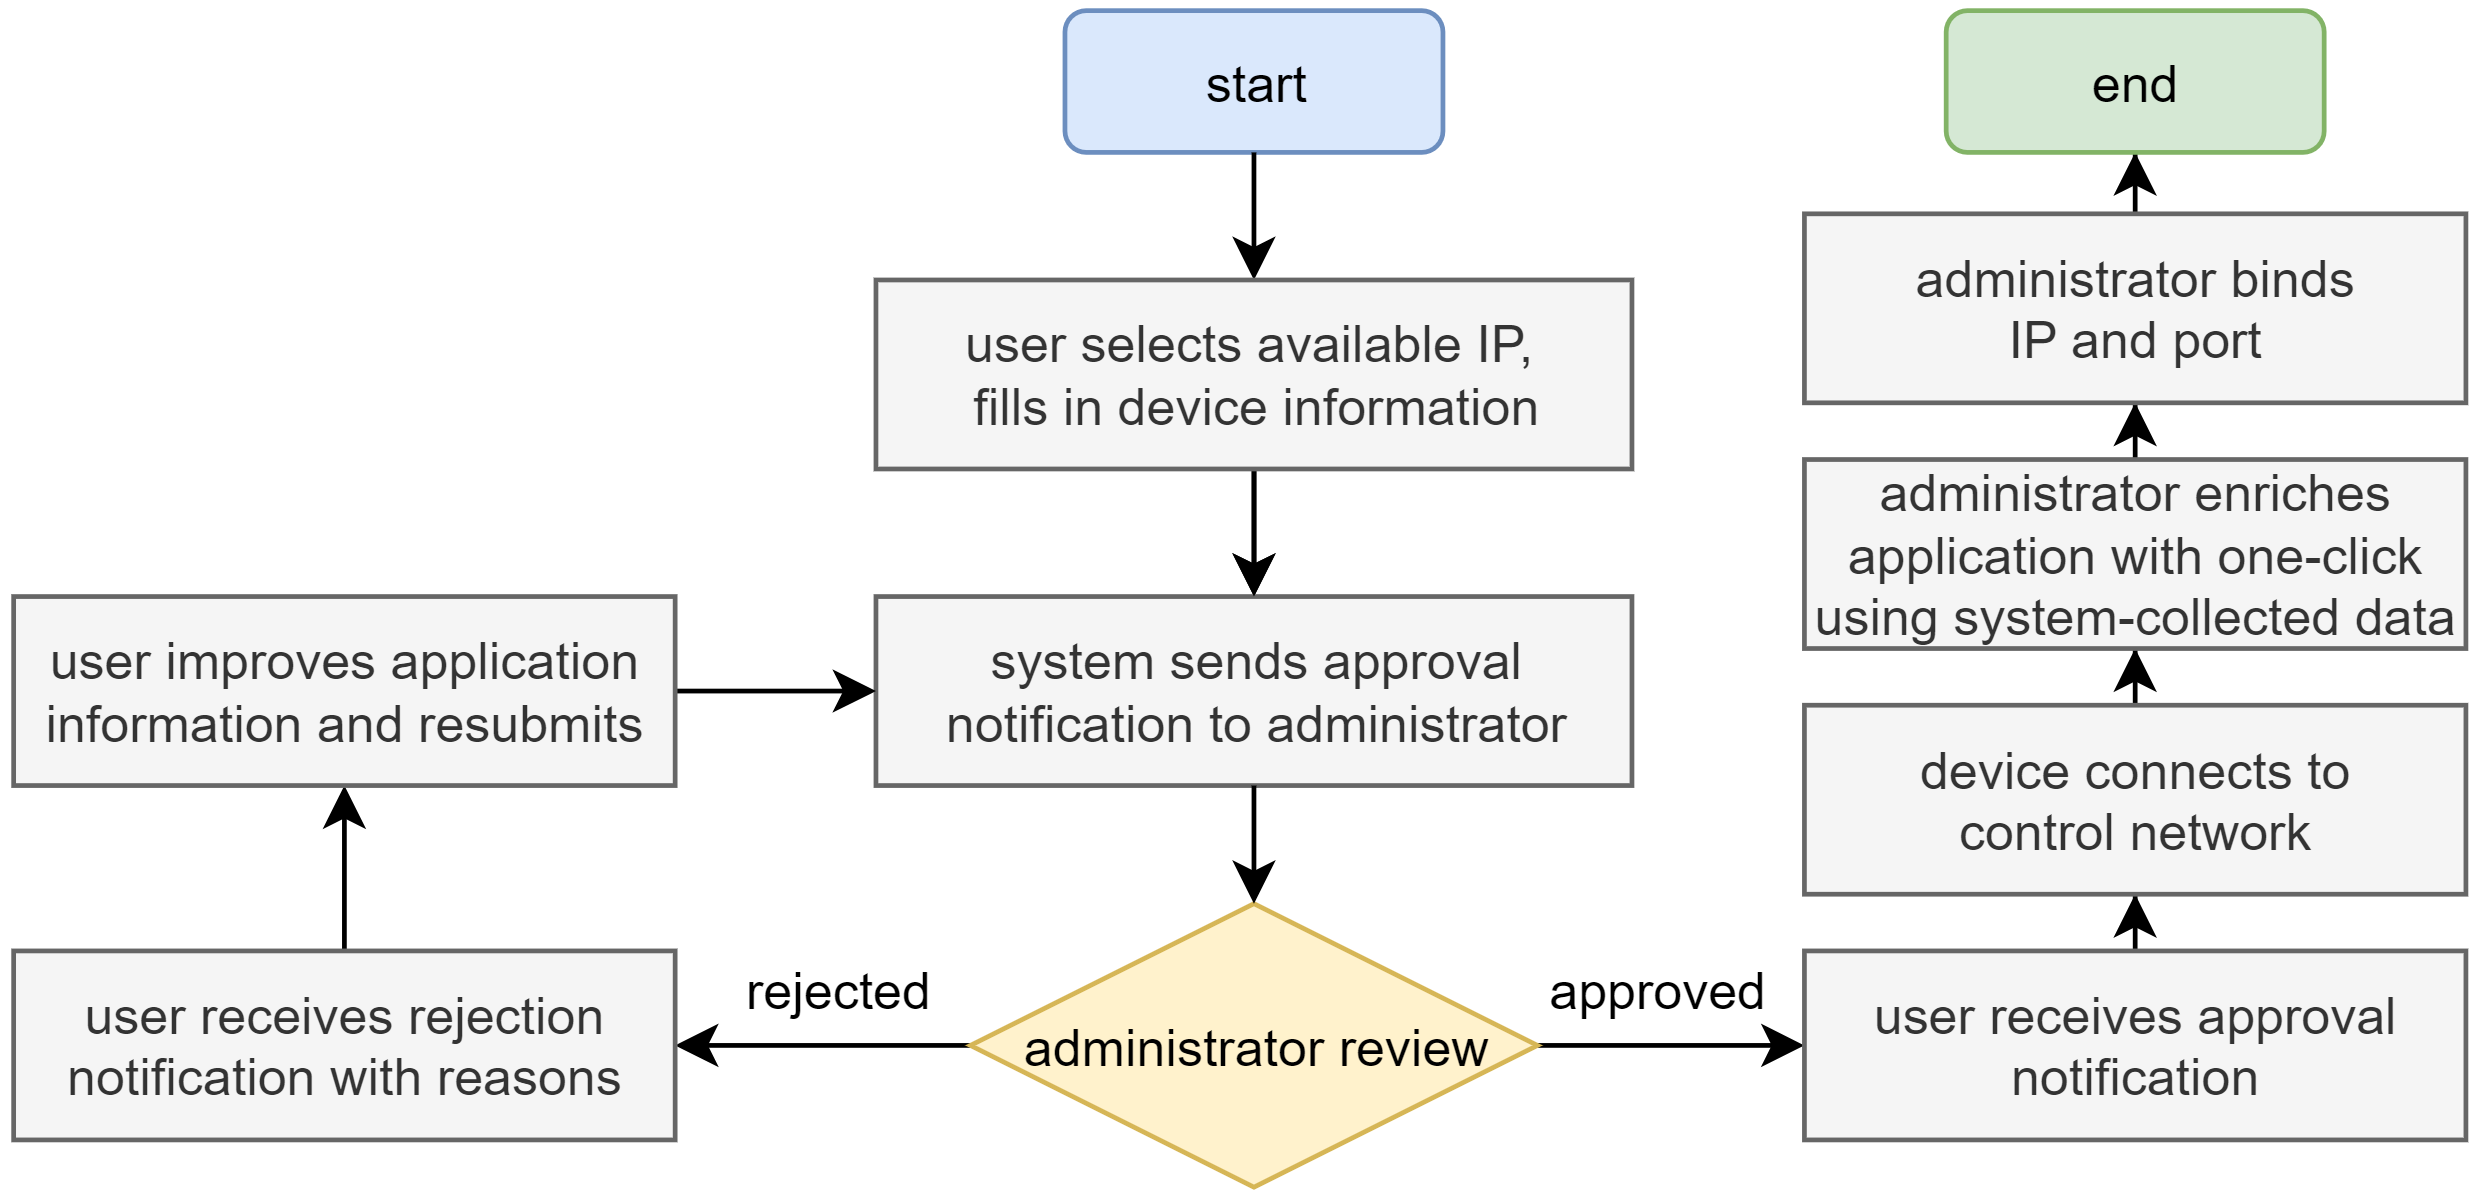 start
user selects available IP,
fills in device information
system sends approval
notification to administrator
administrator review
rejected
user receives rejection
notification with reasons
user improves application
information and resubmits
approved
user receives approval
notification
device connects to
control network
administrator enriches
application with one-click
using system-collected data
administrator binds
IP and port
end